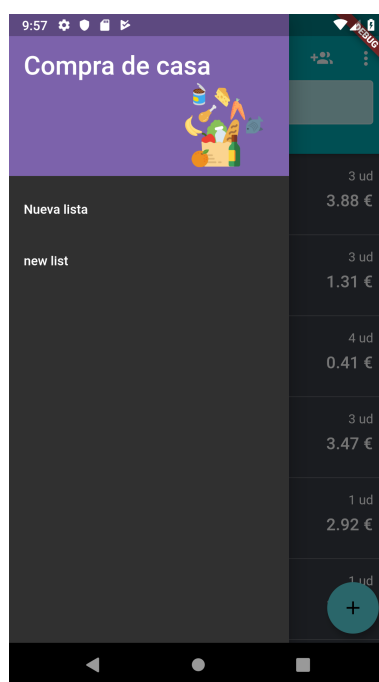 9:57
DEBUG
Compra de casa
Nueva lista
new list
3 ud
3.88 €
3 ud
1.31 €
4 ud
0.41 €
3 ud
3.47 €
1 ud
2.92 €
1 ud
+